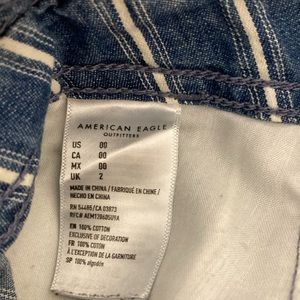 AMERICAN EAGLE
OUTFITTERS
US 00
CA 00
MX 00
UK 2
MADE IN CHINA / FABRIQUÉ EN CHINE /
HECHO EN CHINA
RN 54485/CA 03873
EN 100% COTTON
EXCLUSIVE OF DECORATION
FR 100% COTON
À L'EXCEPTION DE LA GARNITURE
SP 100% algodón